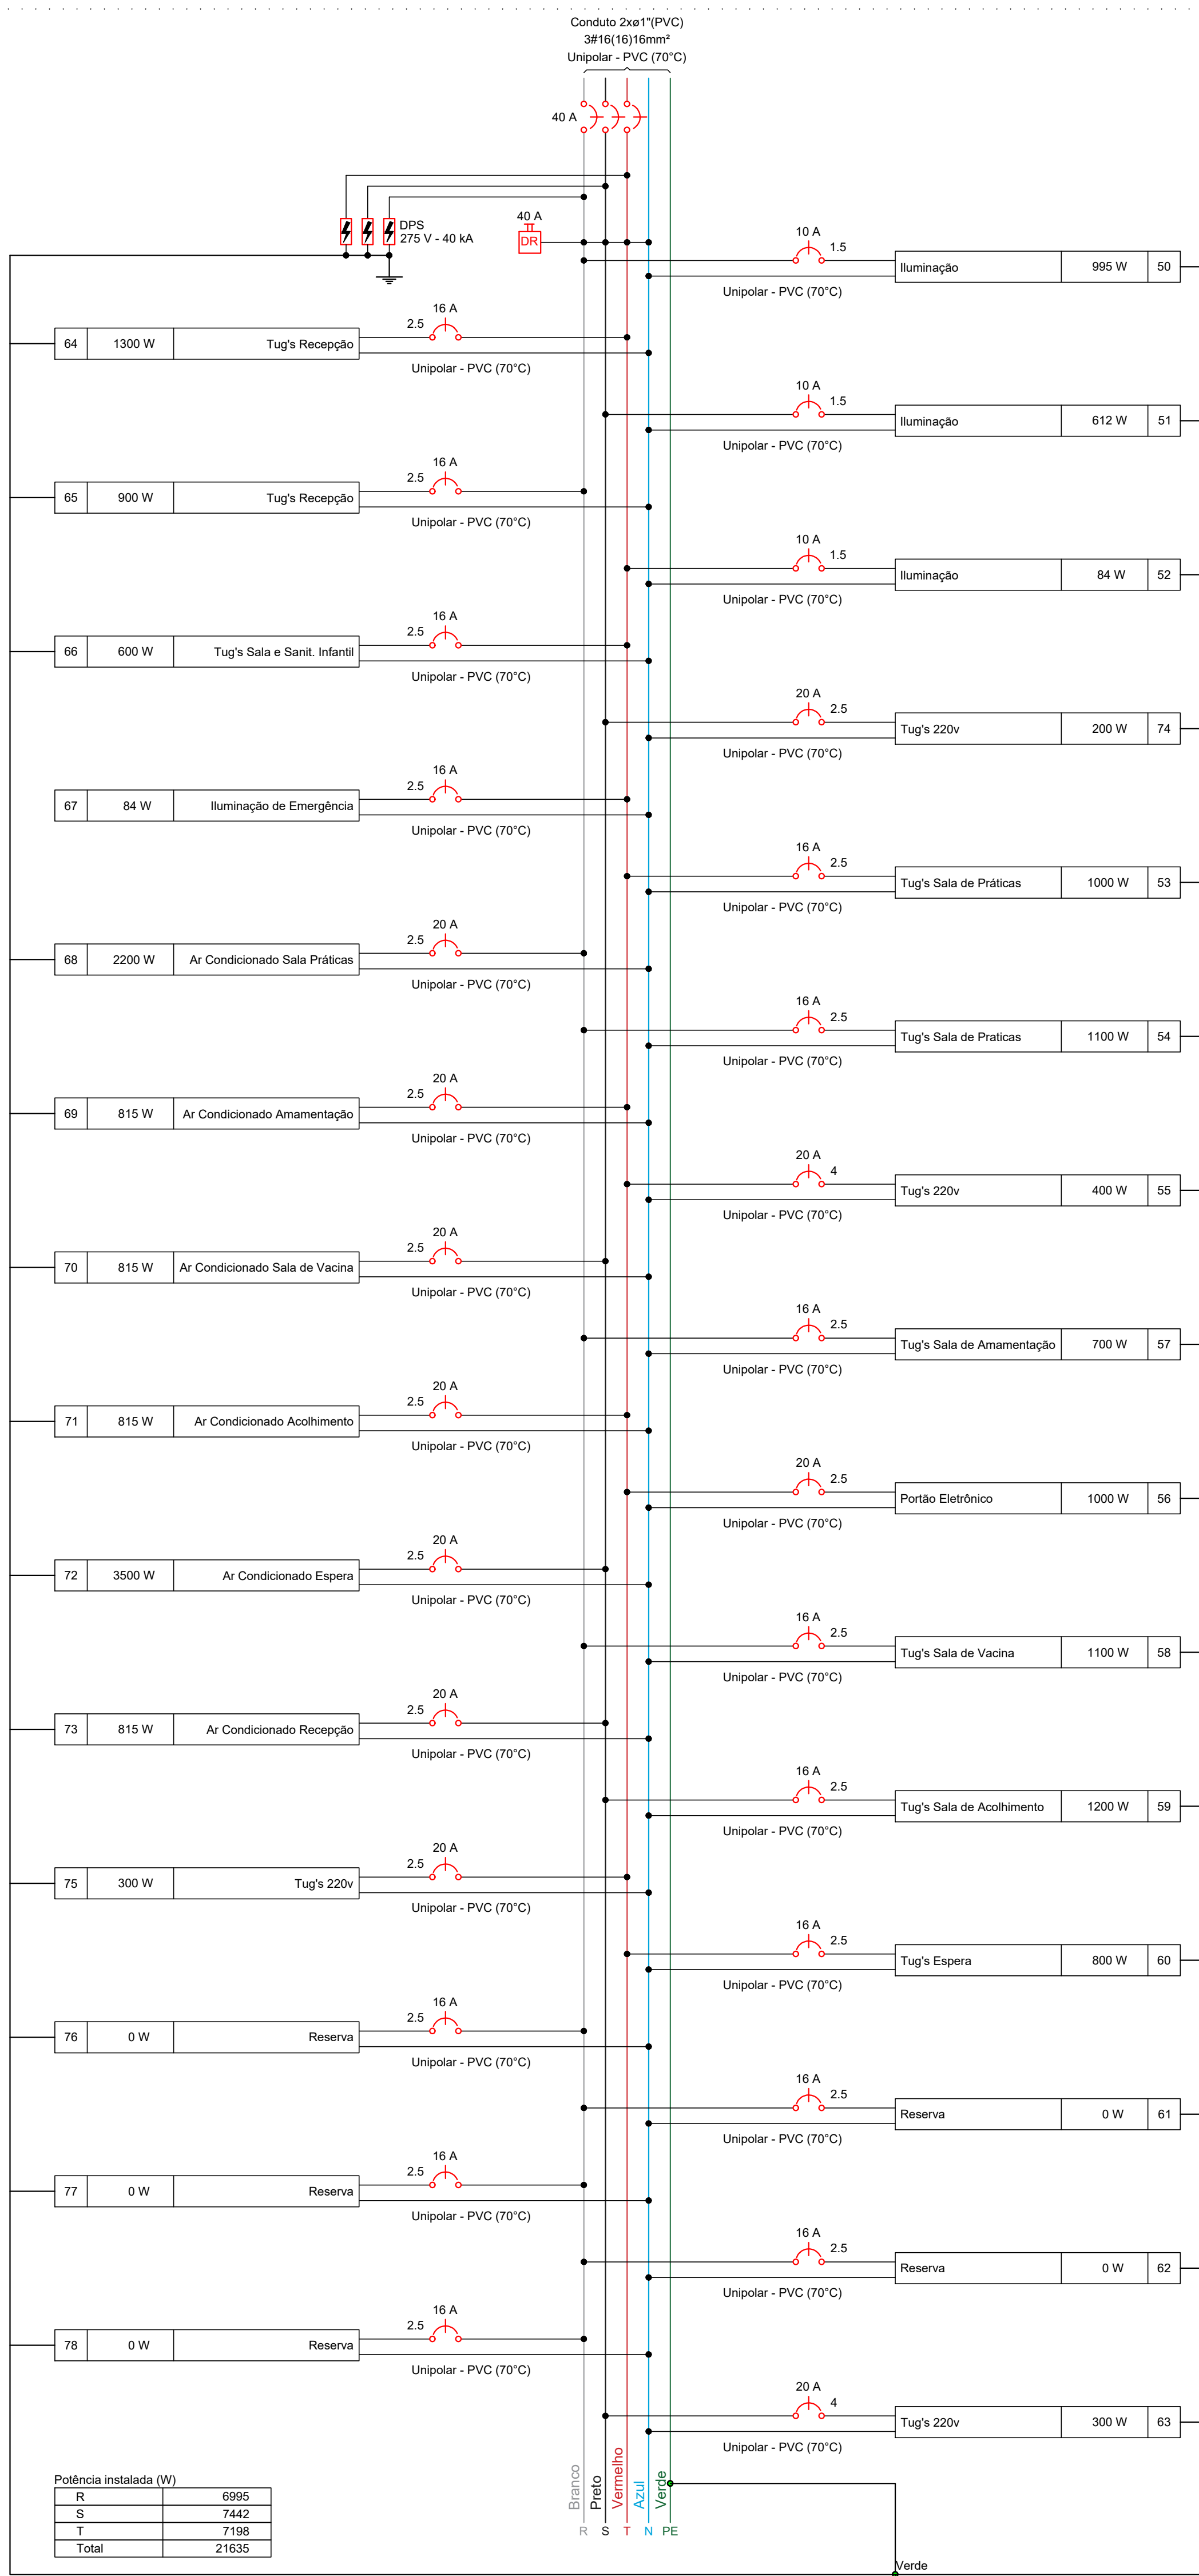 Conduto 2xø1"(PVC)
3#16(16)16mm²
Unipolar - PVC (70°C)
40 A
DPS
275 V - 40 kA
40 A
DR
10 A
1.5
Iluminação 995 W 50
Unipolar - PVC (70°C)
16 A
2.5
64 1300 W Tug's Recepção
Unipolar - PVC (70°C)
10 A
1.5
Iluminação 612 W 51
Unipolar - PVC (70°C)
16 A
2.5
65 900 W Tug's Recepção
Unipolar - PVC (70°C)
10 A
1.5
Iluminação 84 W 52
Unipolar - PVC (70°C)
16 A
2.5
66 600 W Tug's Sala e Sanit. Infantil
Unipolar - PVC (70°C)
20 A
2.5
Tug's 220v 200 W 74
Unipolar - PVC (70°C)
16 A
2.5
67 84 W Iluminação de Emergência
Unipolar - PVC (70°C)
16 A
2.5
Tug's Sala de Práticas 1000 W 53
Unipolar - PVC (70°C)
20 A
2.5
68 2200 W Ar Condicionado Sala Práticas
Unipolar - PVC (70°C)
16 A
2.5
Tug's Sala de Praticas 1100 W 54
Unipolar - PVC (70°C)
20 A
2.5
69 815 W Ar Condicionado Amamentação
Unipolar - PVC (70°C)
20 A
4
Tug's 220v 400 W 55
Unipolar - PVC (70°C)
20 A
2.5
70 815 W Ar Condicionado Sala de Vacina
Unipolar - PVC (70°C)
16 A
2.5
Tug's Sala de Amamentação 700 W 57
Unipolar - PVC (70°C)
20 A
2.5
71 815 W Ar Condicionado Acolhimento
Unipolar - PVC (70°C)
20 A
2.5
Portão Eletrônico 1000 W 56
Unipolar - PVC (70°C)
20 A
2.5
72 3500 W Ar Condicionado Espera
Unipolar - PVC (70°C)
16 A
2.5
Tug's Sala de Vacina 1100 W 58
Unipolar - PVC (70°C)
20 A
2.5
73 815 W Ar Condicionado Recepção
Unipolar - PVC (70°C)
16 A
2.5
Tug's Sala de Acolhimento 1200 W 59
Unipolar - PVC (70°C)
20 A
2.5
75 300 W Tug's 220v
Unipolar - PVC (70°C)
16 A
2.5
Tug's Espera 800 W 60
Unipolar - PVC (70°C)
16 A
2.5
76 0 W Reserva
Unipolar - PVC (70°C)
16 A
2.5
Reserva 0 W 61
Unipolar - PVC (70°C)
16 A
2.5
77 0 W Reserva
Unipolar - PVC (70°C)
16 A
2.5
Reserva 0 W 62
Unipolar - PVC (70°C)
16 A
2.5
78 0 W Reserva
Unipolar - PVC (70°C)
20 A
4
Tug's 220v 300 W 63
Unipolar - PVC (70°C)
Branco
Preto
Vermelho
Azul
Verde
R S T N PE
Potência instalada (W)
R 6995
S 7442
T 7198
Total 21635
Verde